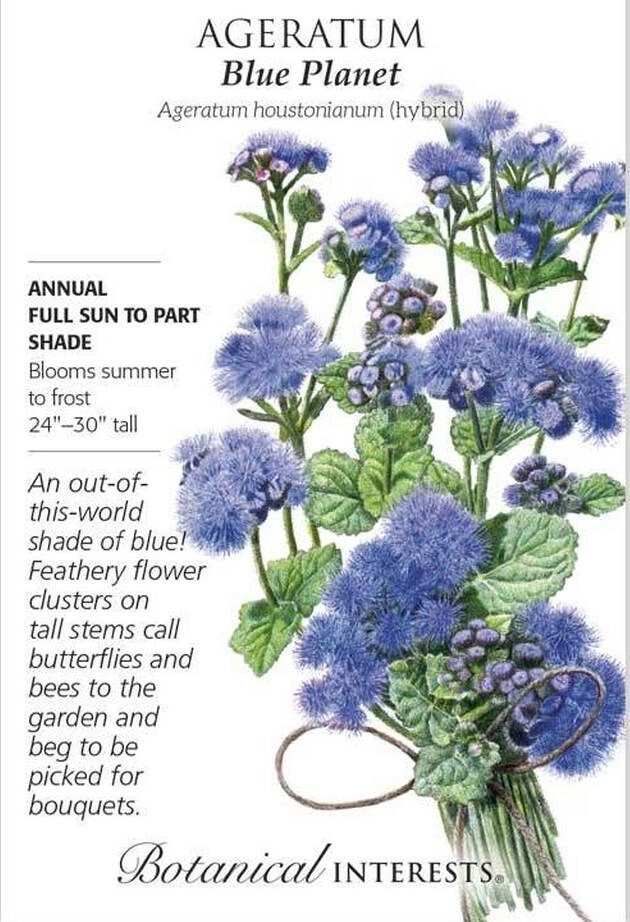 AGERATUM
Blue Planet
Ageratum houstonianum (hybrid)
ANNUAL
FULL SUN TO PART
SHADE
Blooms summer
to frost
24"–30" tall
An out-of-
this-world
shade of blue!
Feathery flower
clusters on
tall stems call
butterflies and
bees to the
garden and
beg to be
picked for
bouquets.
Botanical INTERESTS®